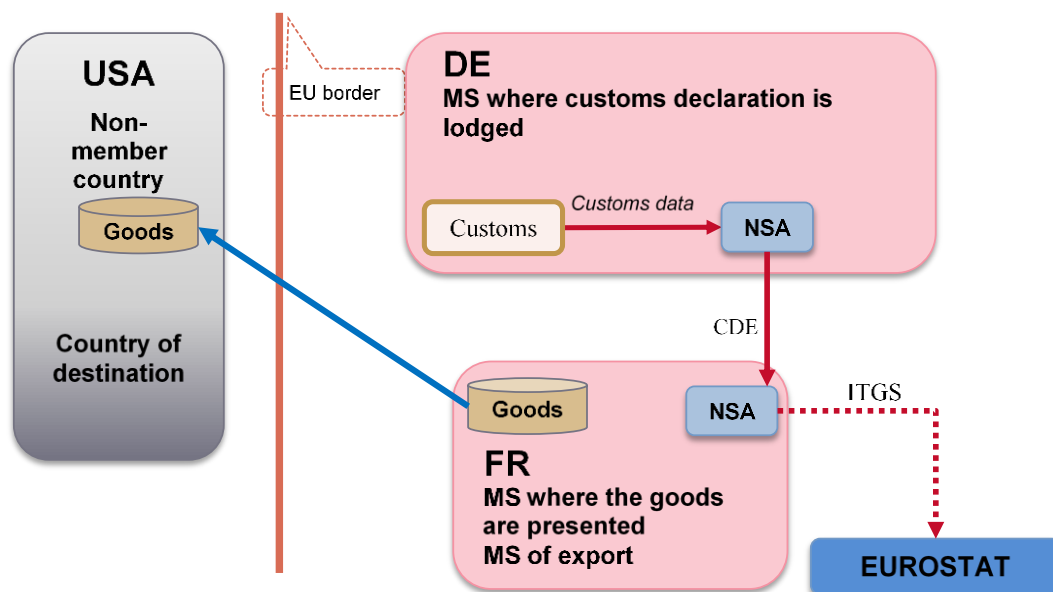 USA
Non-
member
country
Goods
Country of
destination
EU border
DE
MS where customs declaration is
lodged
Customs
Customs data
NSA
CDE
Goods
NSA
ITGS
FR
MS where the goods
are presented
MS of export
EUROSTAT